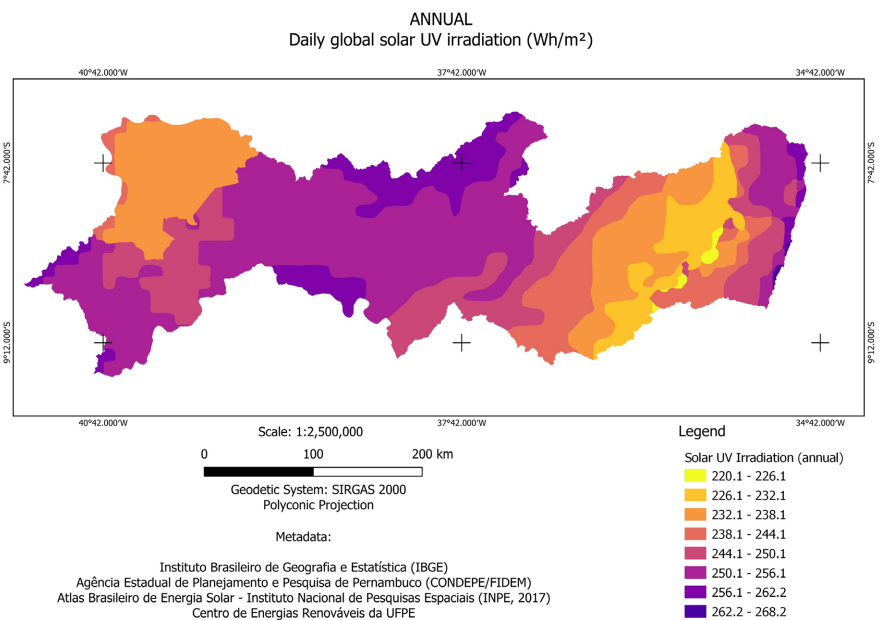 ANNUAL
Daily global solar UV irradiation (Wh/m²)
40°42.000'W 37°42.000'W 34°42.000'W
7°42.000'S 7°42.000'S
9°12.000'S 9°12.000'S
40°42.000'W 37°42.000'W 34°42.000'W
Scale: 1:2,500,000
0 100 200 km
Geodetic System: SIRGAS 2000
Polyconic Projection
Metadata:
Instituto Brasileiro de Geografia e Estatística (IBGE)
Agência Estadual de Planejamento e Pesquisa de Pernambuco (CONDEPE/FIDEM)
Atlas Brasileiro de Energia Solar - Instituto Nacional de Pesquisas Espaciais (INPE, 2017)
Centro de Energias Renováveis da UFPE
Legend
Solar UV Irradiation (annual)
220.1 - 226.1
226.1 - 232.1
232.1 - 238.1
238.1 - 244.1
244.1 - 250.1
250.1 - 256.1
256.1 - 262.2
262.2 - 268.2